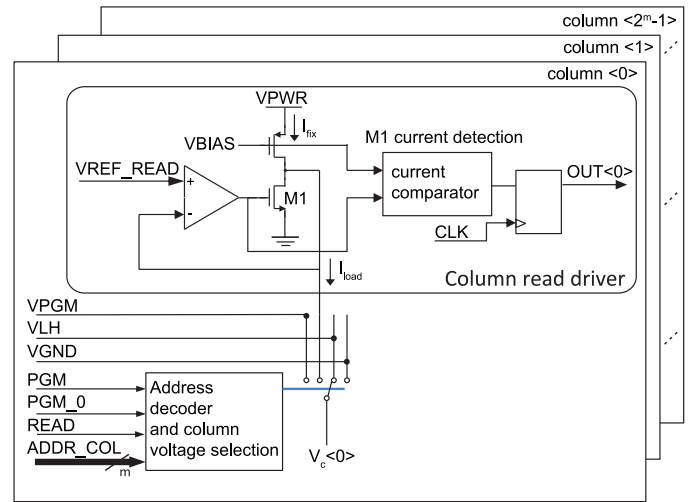 column <2ᵐ-1>
column <1>
column <0>
VPWR
I_fix
VBIAS
M1 current detection
VREF_READ
+
-
M1
current
comparator
OUT<0>
CLK
I_load
Column read driver
VPGM
VLH
VGND
PGM
PGM_0
READ
ADDR_COL
m
Address
decoder
and column
voltage selection
V_c<0>